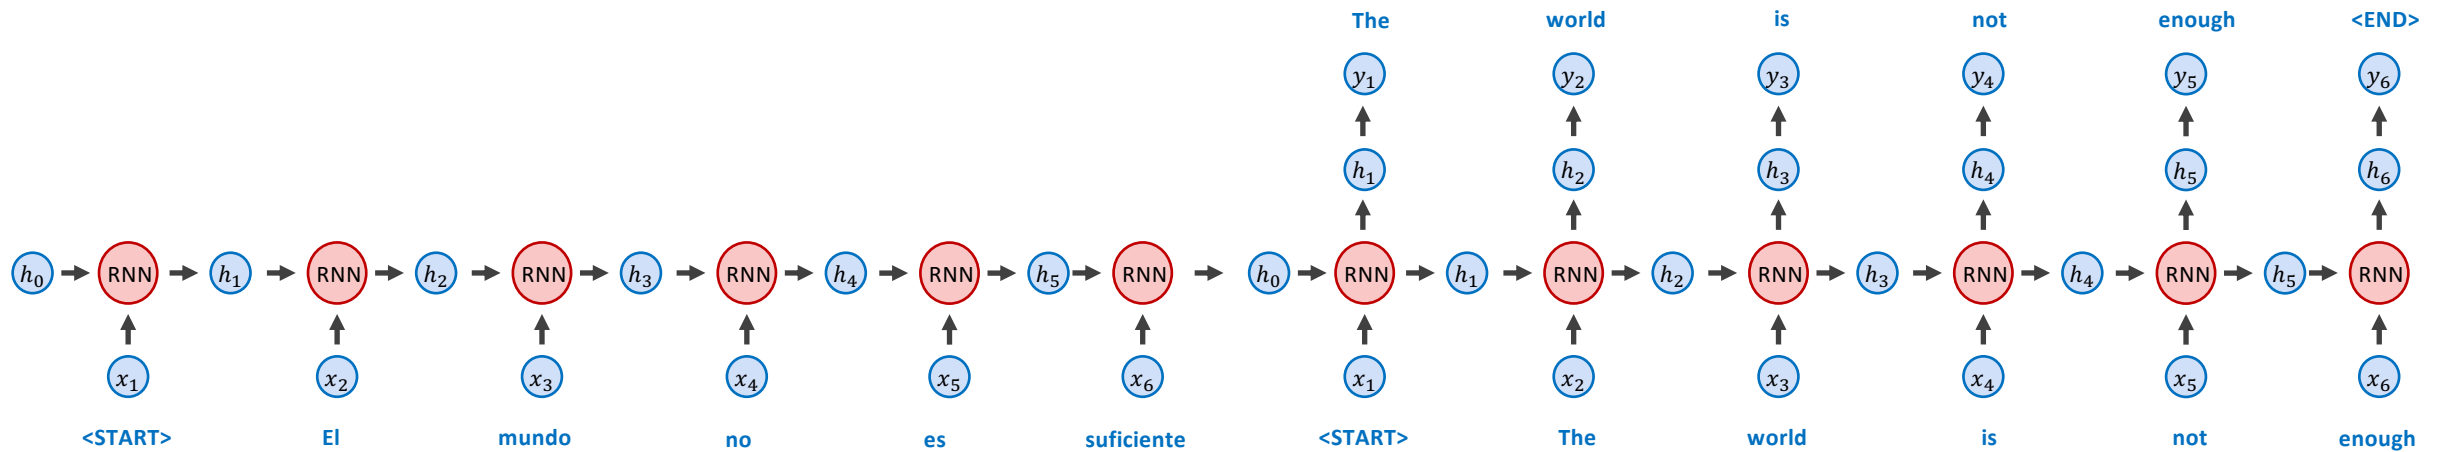 The world is not enough <END>
y₁ y₂ y₃ y₄ y₅ y₆
h₁ h₂ h₃ h₄ h₅ h₆
h₀ RNN h₁ RNN h₂ RNN h₃ RNN h₄ RNN h₅ RNN h₀ RNN h₁ RNN h₂ RNN h₃ RNN h₄ RNN h₅ RNN
x₁ x₂ x₃ x₄ x₅ x₆ x₁ x₂ x₃ x₄ x₅ x₆
<START> El mundo no es suficiente <START> The world is not enough